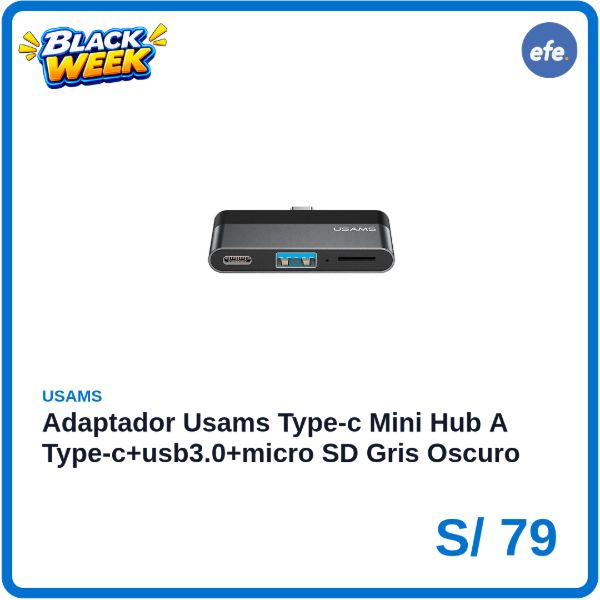 BLACK
WEEK
efe.
USAMS
USAMS
Adaptador Usams Type-c Mini Hub A
Type-c+usb3.0+micro SD Gris Oscuro
S/ 79